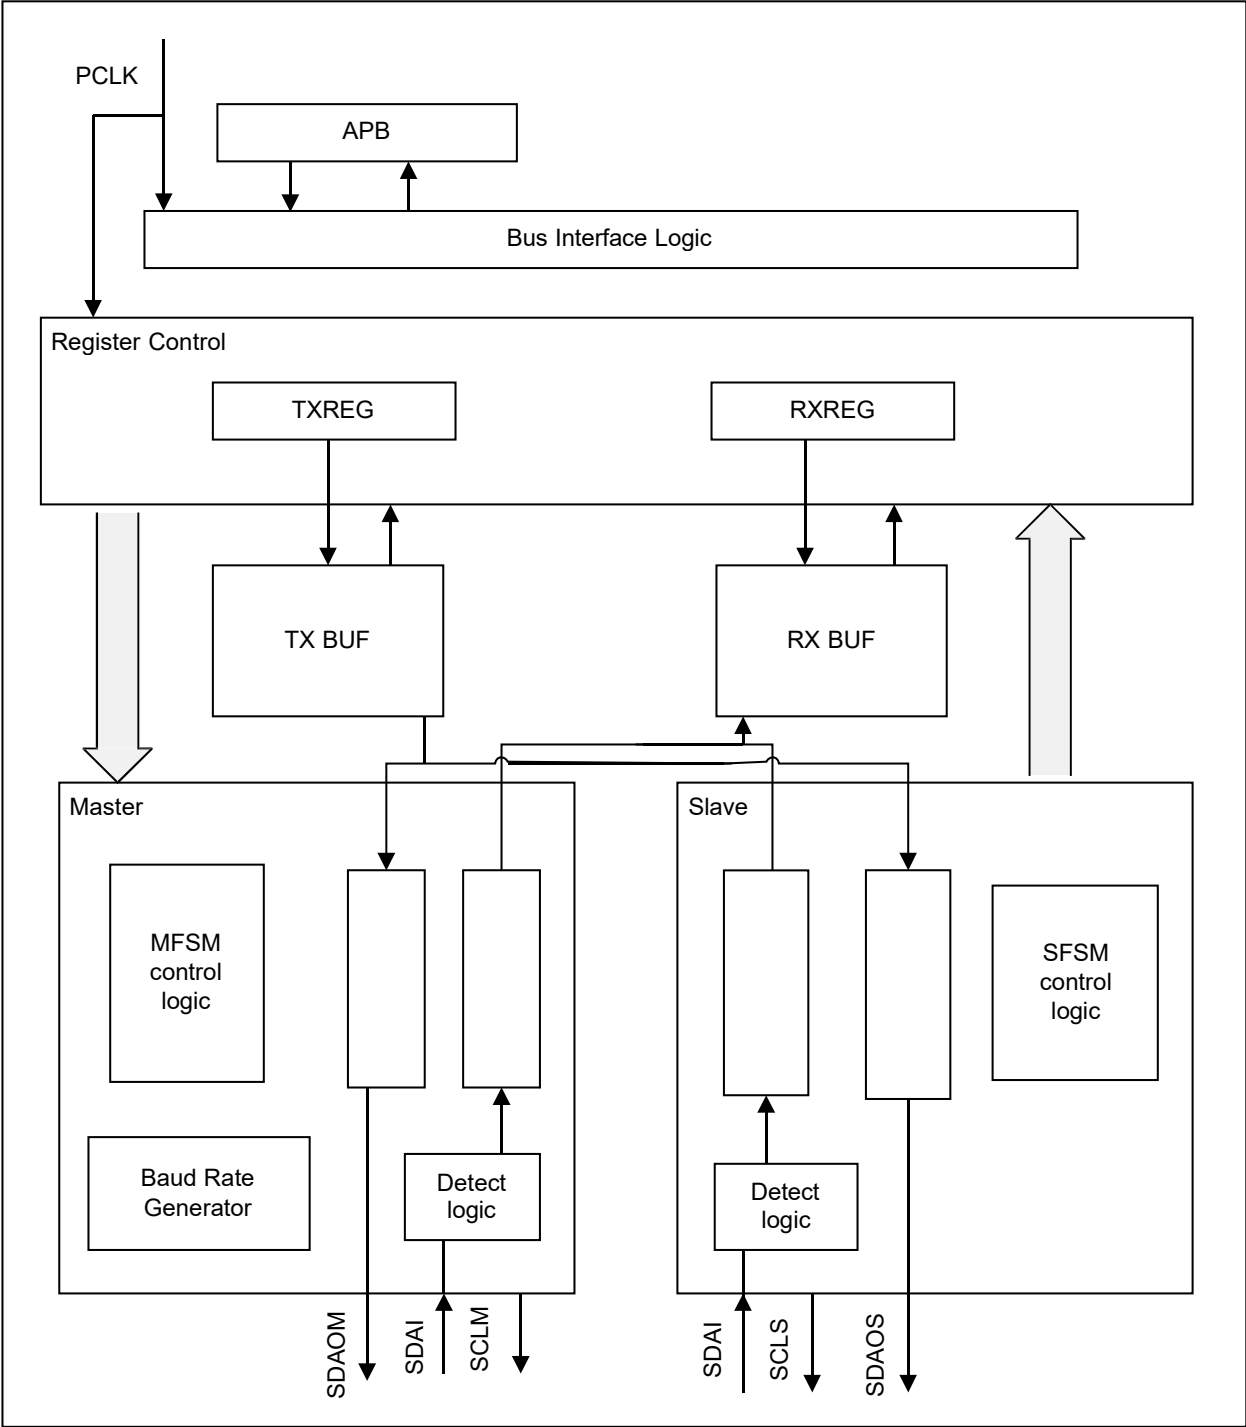 PCLK
APB
Bus Interface Logic
Register Control
TXREG
RXREG
TX BUF
RX BUF
Master
Slave
MFSM
control
logic
SFSM
control
logic
Baud Rate
Generator
Detect
logic
Detect
logic
SDAOM
SDAI
SCLM
SDAI
SCLS
SDAOS